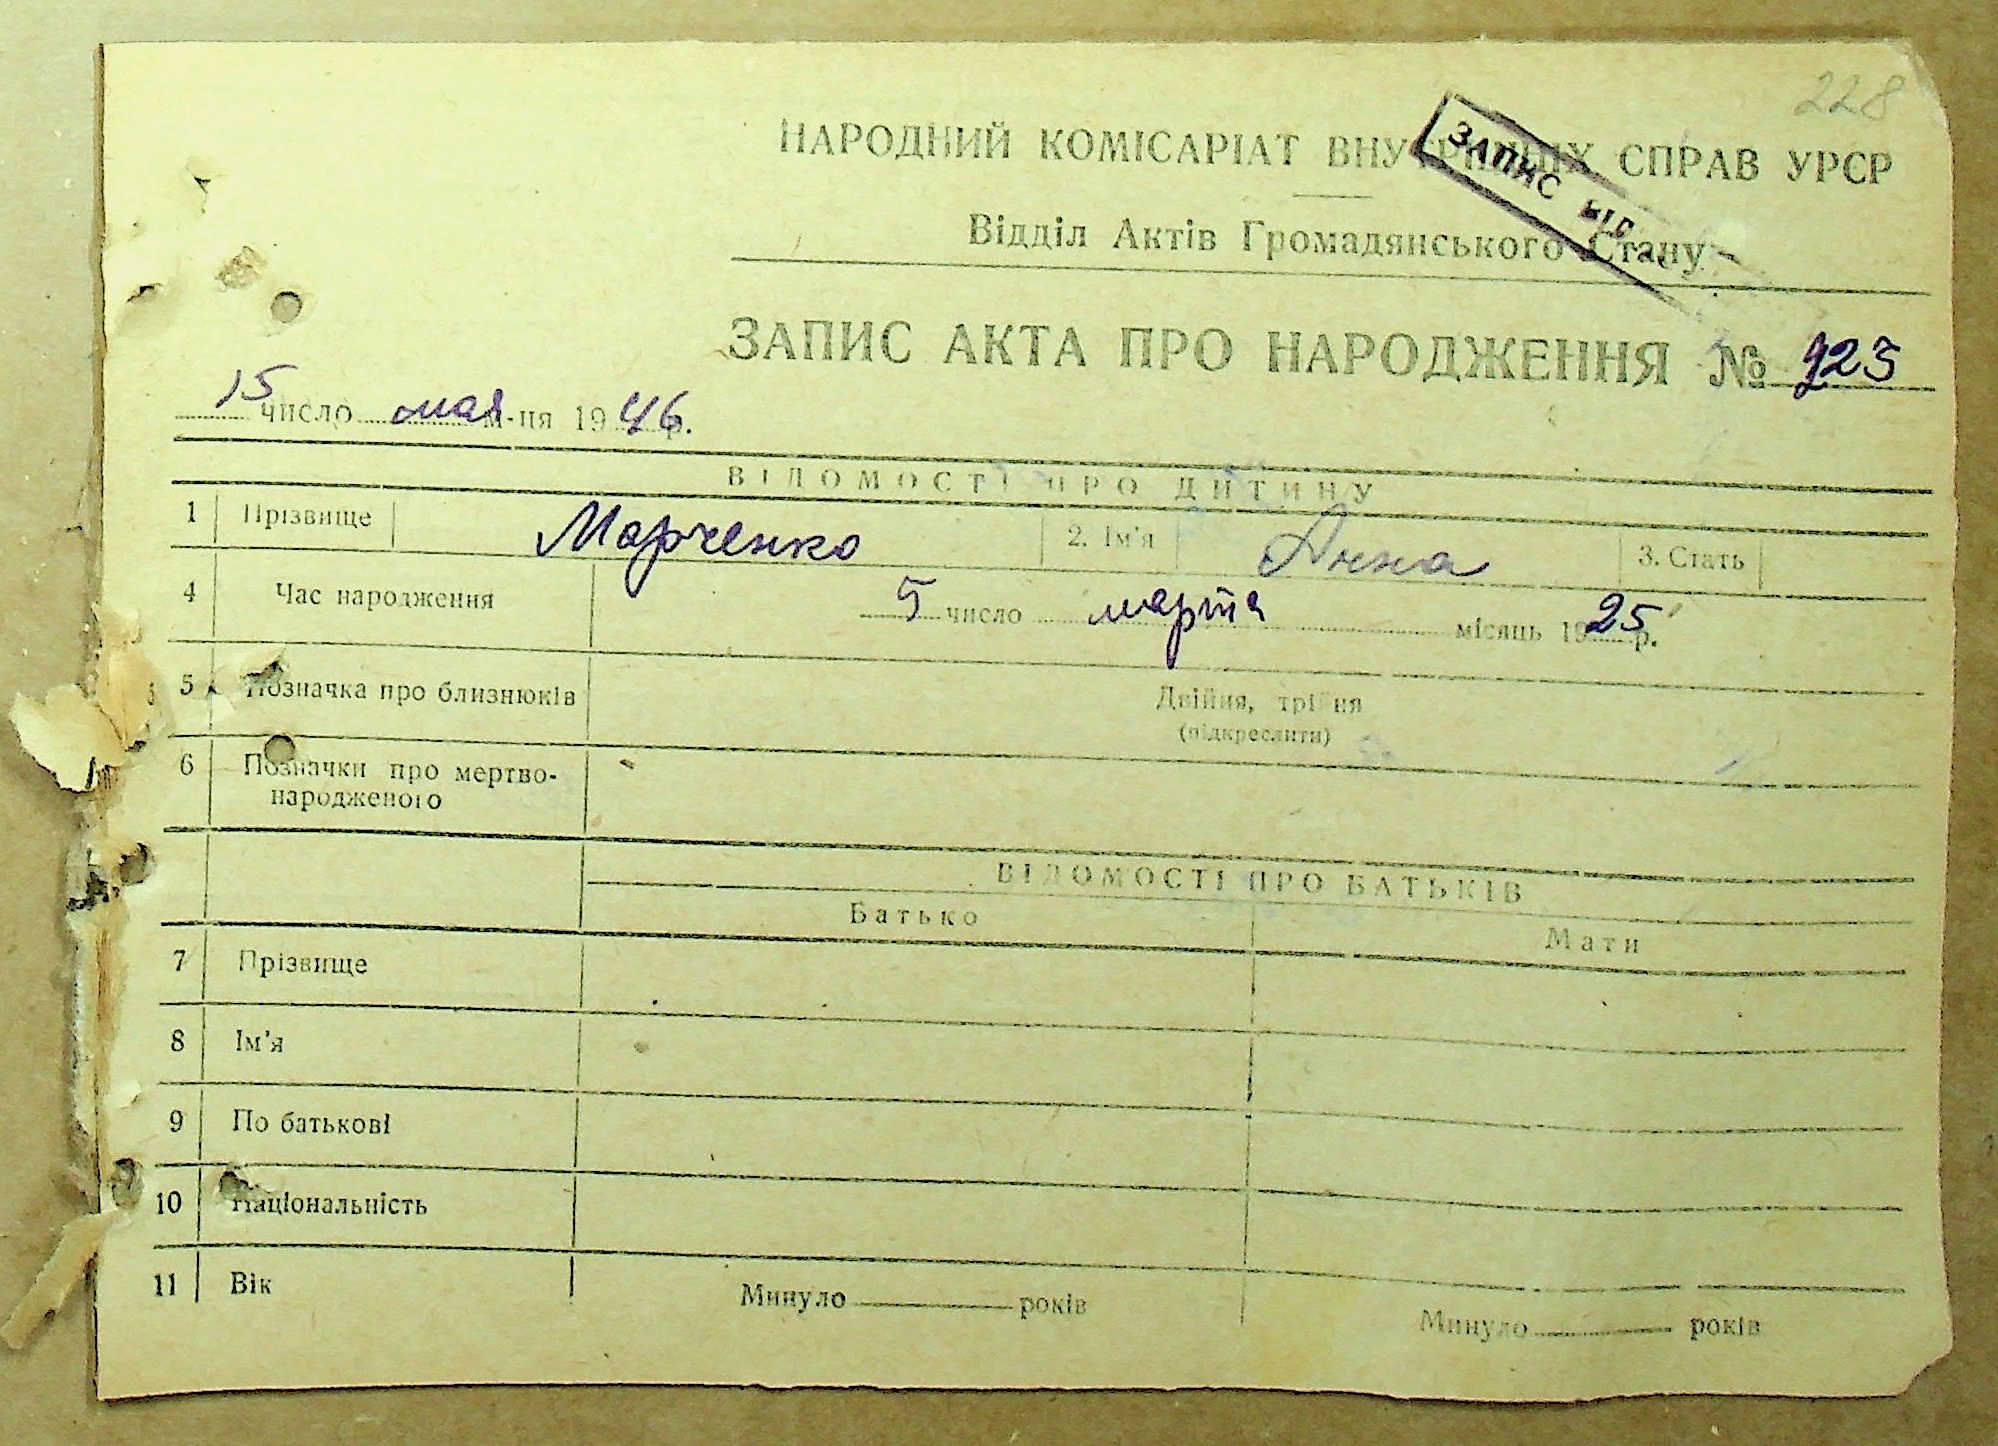 228
НАРОДНИЙ КОМІСАРІАТ ВНУТРІШНІХ СПРАВ УРСР
ЗАПИС
Відділ Актів Громадянського Стану
ЗАПИС АКТА ПРО НАРОДЖЕННЯ №
15 число мая м-ця 1946 р.
ВІДОМОСТІ ПРО ДИТИНУ
1 Прізвище Марченко 2. Ім'я Анна 3. Стать
4 Час народження 5 число марта місяць 1925 р.
5 Позначка про близнюків Двійня, трійня
(підкреслити)
6 Позначки про мертво-
народженого
ВІДОМОСТІ ПРО БАТЬКІВ
Батько Мати
7 Прізвище
8 Ім'я
9 По батькові
10 Національність
11 Вік Минуло років Минуло років